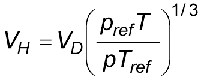 V_H = V_D (p_ref T / p T_ref)^{1/3}